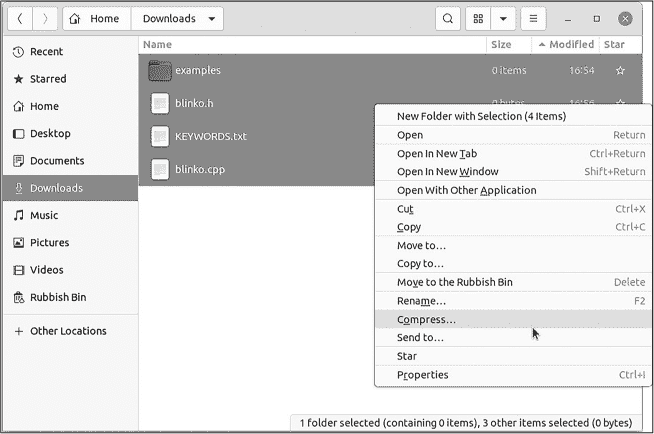 Home Downloads
Name Size Modified Star
Recent
Starred
Home
Desktop
Documents
Downloads
Music
Pictures
Videos
Rubbish Bin
Other Locations
examples 0 items 16:54
blinko.h 0 bytes 16:56
KEYWORDS.txt
blinko.cpp
New Folder with Selection (4 Items)
Open Return
Open In New Tab Ctrl+Return
Open In New Window Shift+Return
Open With Other Application
Cut Ctrl+X
Copy Ctrl+C
Move to…
Copy to…
Move to the Rubbish Bin Delete
Rename… F2
Compress…
Send to…
Star
Properties Ctrl+I
1 folder selected (containing 0 items), 3 other items selected (0 bytes)